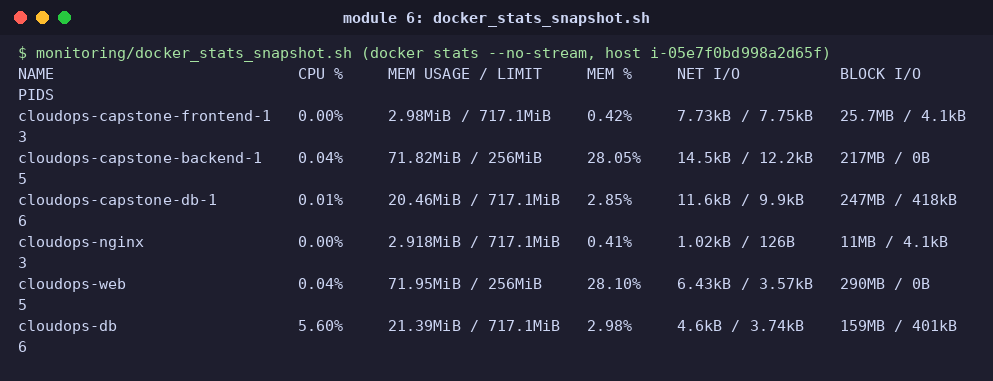 module 6: docker_stats_snapshot.sh
$ monitoring/docker_stats_snapshot.sh (docker stats --no-stream, host i-05e7f0bd998a2d65f)
NAME                           CPU %     MEM USAGE / LIMIT     MEM %     NET I/O           BLOCK I/O
PIDS
cloudops-capstone-frontend-1   0.00%     2.98MiB / 717.1MiB    0.42%     7.73kB / 7.75kB   25.7MB / 4.1kB
3
cloudops-capstone-backend-1    0.04%     71.82MiB / 256MiB     28.05%    14.5kB / 12.2kB   217MB / 0B
5
cloudops-capstone-db-1         0.01%     20.46MiB / 717.1MiB   2.85%     11.6kB / 9.9kB    247MB / 418kB
6
cloudops-nginx                 0.00%     2.918MiB / 717.1MiB   0.41%     1.02kB / 126B     11MB / 4.1kB
3
cloudops-web                   0.04%     71.95MiB / 256MiB     28.10%    6.43kB / 3.57kB   290MB / 0B
5
cloudops-db                    5.60%     21.39MiB / 717.1MiB   2.98%     4.6kB / 3.74kB    159MB / 401kB
6